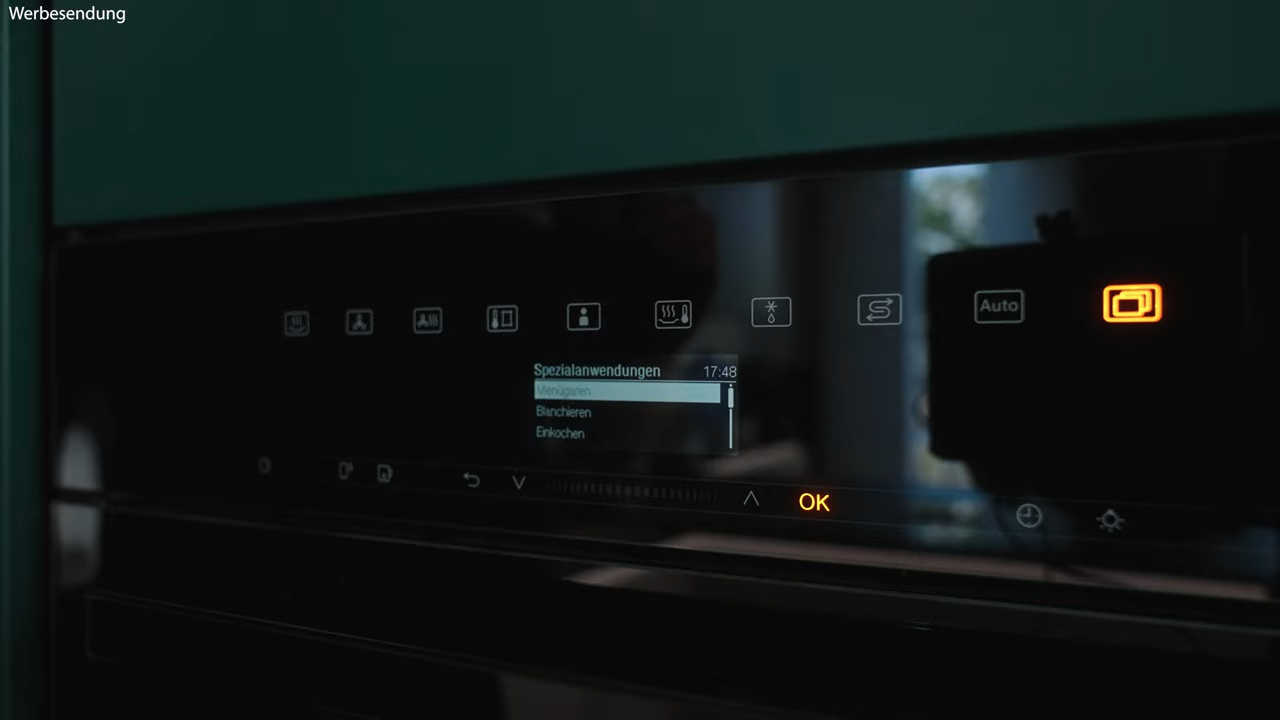 Werbesendung
Auto
Spezialanwendungen 17:48
Menügaren
Blanchieren
Einkochen
OK